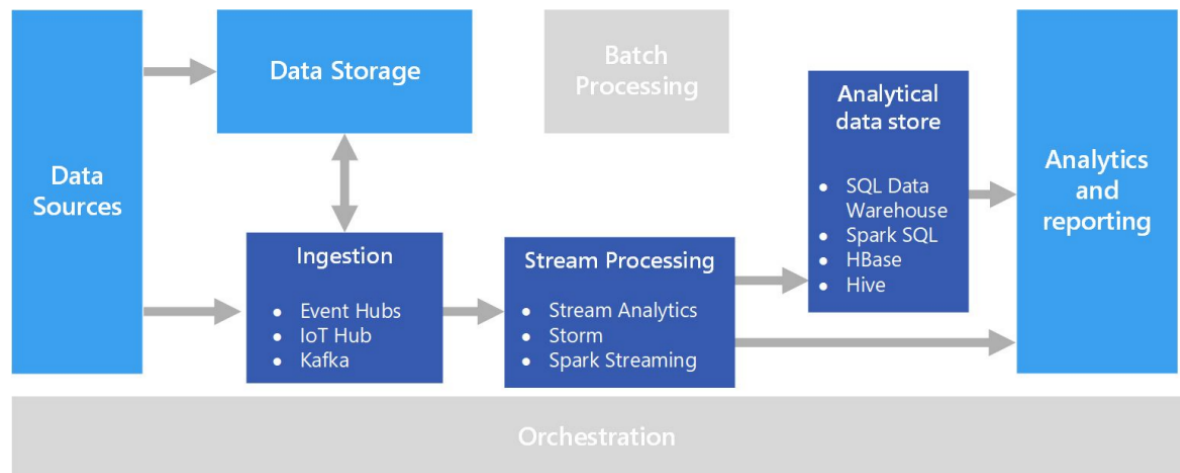 Data
Sources
Data Storage
Batch
Processing
Ingestion
● Event Hubs
● IoT Hub
● Kafka
Stream Processing
● Stream Analytics
● Storm
● Spark Streaming
Analytical
data store
● SQL Data
Warehouse
● Spark SQL
● HBase
● Hive
Analytics
and
reporting
Orchestration